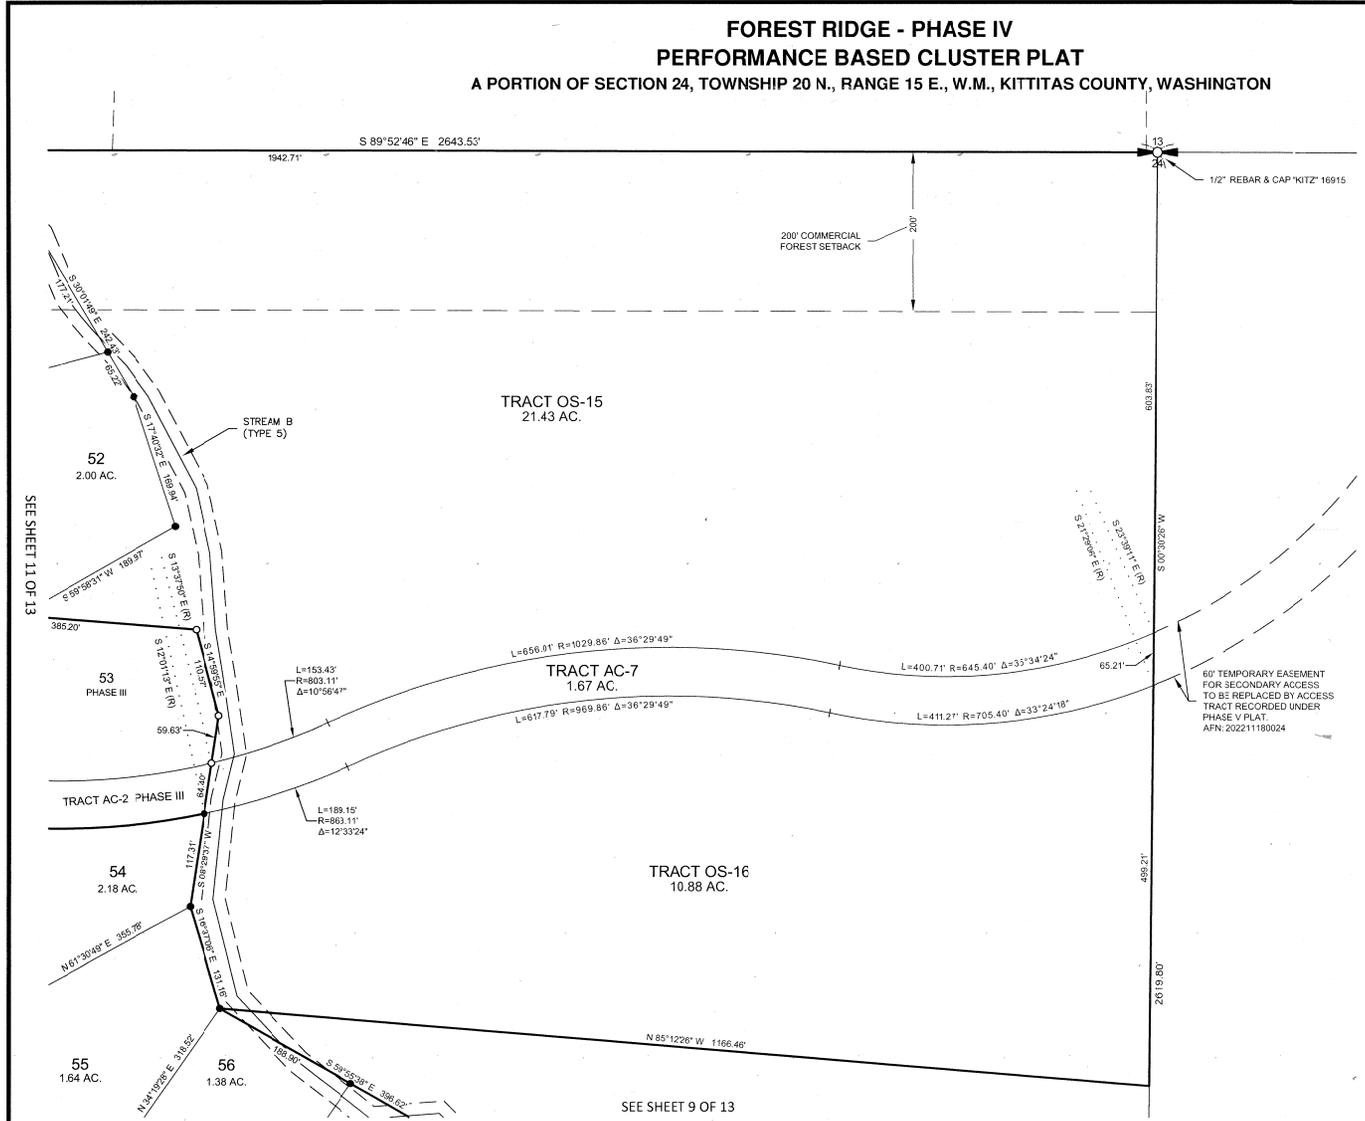 FOREST RIDGE - PHASE IV
PERFORMANCE BASED CLUSTER PLAT
A PORTION OF SECTION 24, TOWNSHIP 20 N., RANGE 15 E., W.M., KITTITAS COUNTY, WASHINGTON
S 89°52'46" E 2643.53'
1942.71'
13
24
1/2" REBAR & CAP "KITZ" 16915
200' COMMERCIAL
FOREST SETBACK
200'
S 30°01'49" E 242.43'
177.21'
65.22'
TRACT OS-15
21.43 AC.
603.83'
STREAM B
(TYPE 5)
S 17°40'32" E 169.94'
52
2.00 AC.
SEE SHEET 11 OF 13
S 59°58'31" W 189.97'
S 13°37'50" E (R)
S 12°01'13" E (R)
S 21°29'06" E (R)
S 23°39'11" E (R)
S 00°30'26" W
385.20'
S 14°59'55" E
110.57'
53
PHASE III
L=153.43'
R=803.11'
Δ=10°56'47"
L=656.01' R=1029.86' Δ=36°29'49"
TRACT AC-7
1.67 AC.
L=617.79' R=969.86' Δ=36°29'49"
L=400.71' R=645.40' Δ=35°34'24"
65.21'
L=411.27' R=705.40' Δ=33°24'18"
60' TEMPORARY EASEMENT
FOR SECONDARY ACCESS
TO BE REPLACED BY ACCESS
TRACT RECORDED UNDER
PHASE V PLAT.
AFN: 202211180024
59.63'
64.40'
TRACT AC-2 PHASE III
L=189.15'
R=863.11'
Δ=12°33'24"
117.31'
S 08°29'37" W
54
2.18 AC.
TRACT OS-16
10.88 AC.
499.21'
N 61°30'49" E 355.78'
S 16°37'06" E 131.16'
2619.80'
N 85°12'26" W 1166.46'
N 34°19'28" E 318.52'
55
1.64 AC.
56
1.38 AC.
188.90'
S 59°55'38" E 396.62'
SEE SHEET 9 OF 13